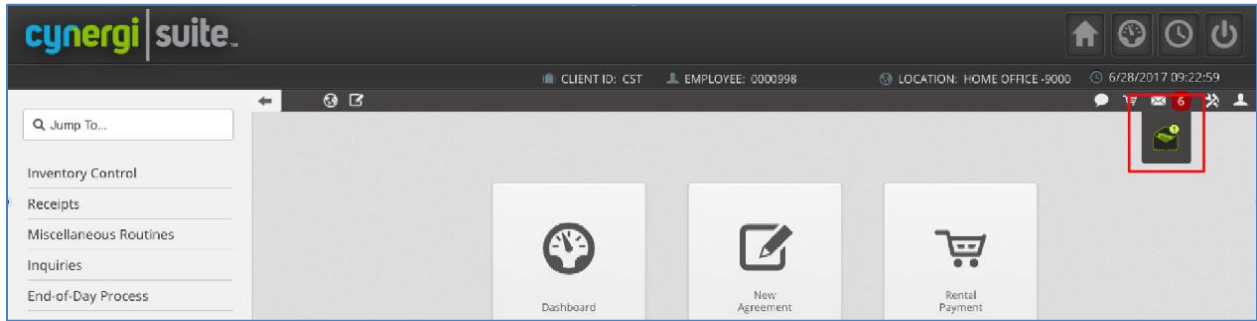 cynergi suite™
CLIENT ID: CST EMPLOYEE: 0000998 LOCATION: HOME OFFICE-9000 6/28/2017 09:22:59
6
Jump To...
Inventory Control
Receipts
Miscellaneous Routines
Inquiries
End-of-Day Process
Dashboard
New
Agreement
Rental
Payment